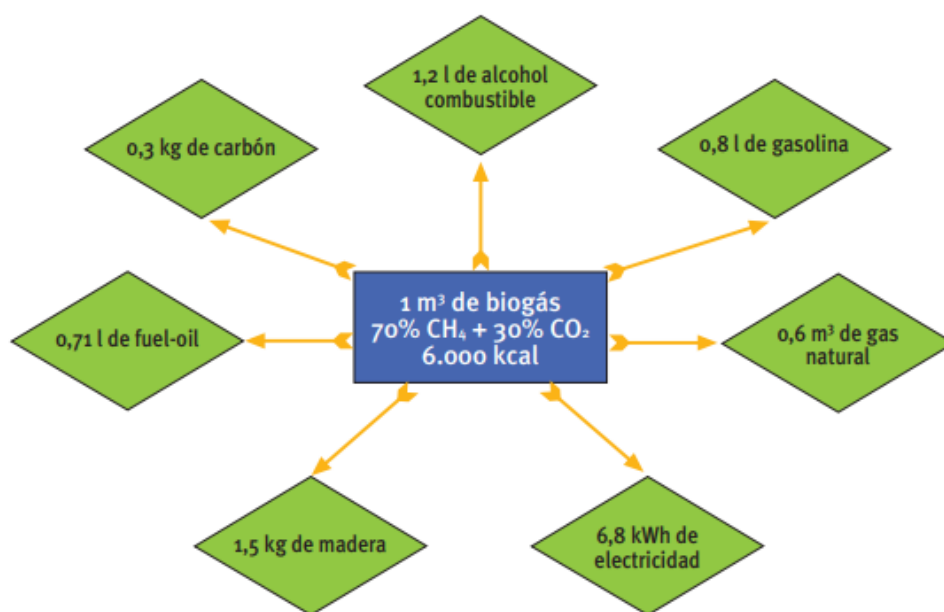 1,2 l de alcohol
combustible
0,3 kg de carbón
0,8 l de gasolina
1 m³ de biogás
70% CH₄ + 30% CO₂
6.000 kcal
0,71 l de fuel-oil
0,6 m³ de gas
natural
1,5 kg de madera
6,8 kWh de
electricidad